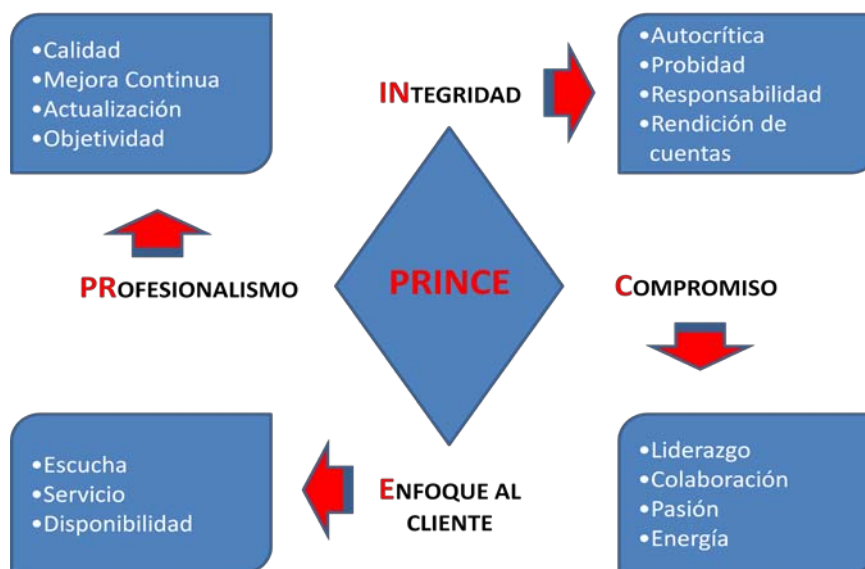 •Calidad
•Mejora Continua
•Actualización
•Objetividad
INTEGRIDAD
•Autocrítica
•Probidad
•Responsabilidad
•Rendición de
cuentas
PROFESIONALISMO
PRINCE
COMPROMISO
•Escucha
•Servicio
•Disponibilidad
ENFOQUE AL
CLIENTE
•Liderazgo
•Colaboración
•Pasión
•Energía